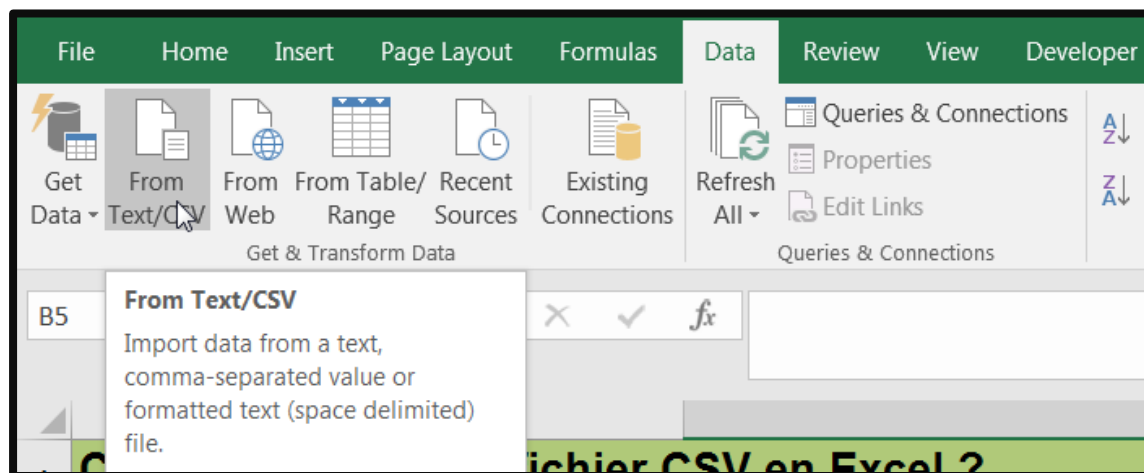 File Home Insert Page Layout Formulas Data Review View Developer
Get Data
From Text/CSV
From Web
From Table/ Range
Recent Sources
Existing Connections
Refresh All
Queries & Connections
Properties
Edit Links
Get & Transform Data
Queries & Connections
A Z
Z A
B5
fx
From Text/CSV
Import data from a text,
comma-separated value or
formatted text (space delimited)
file.
CSV en Excel ?